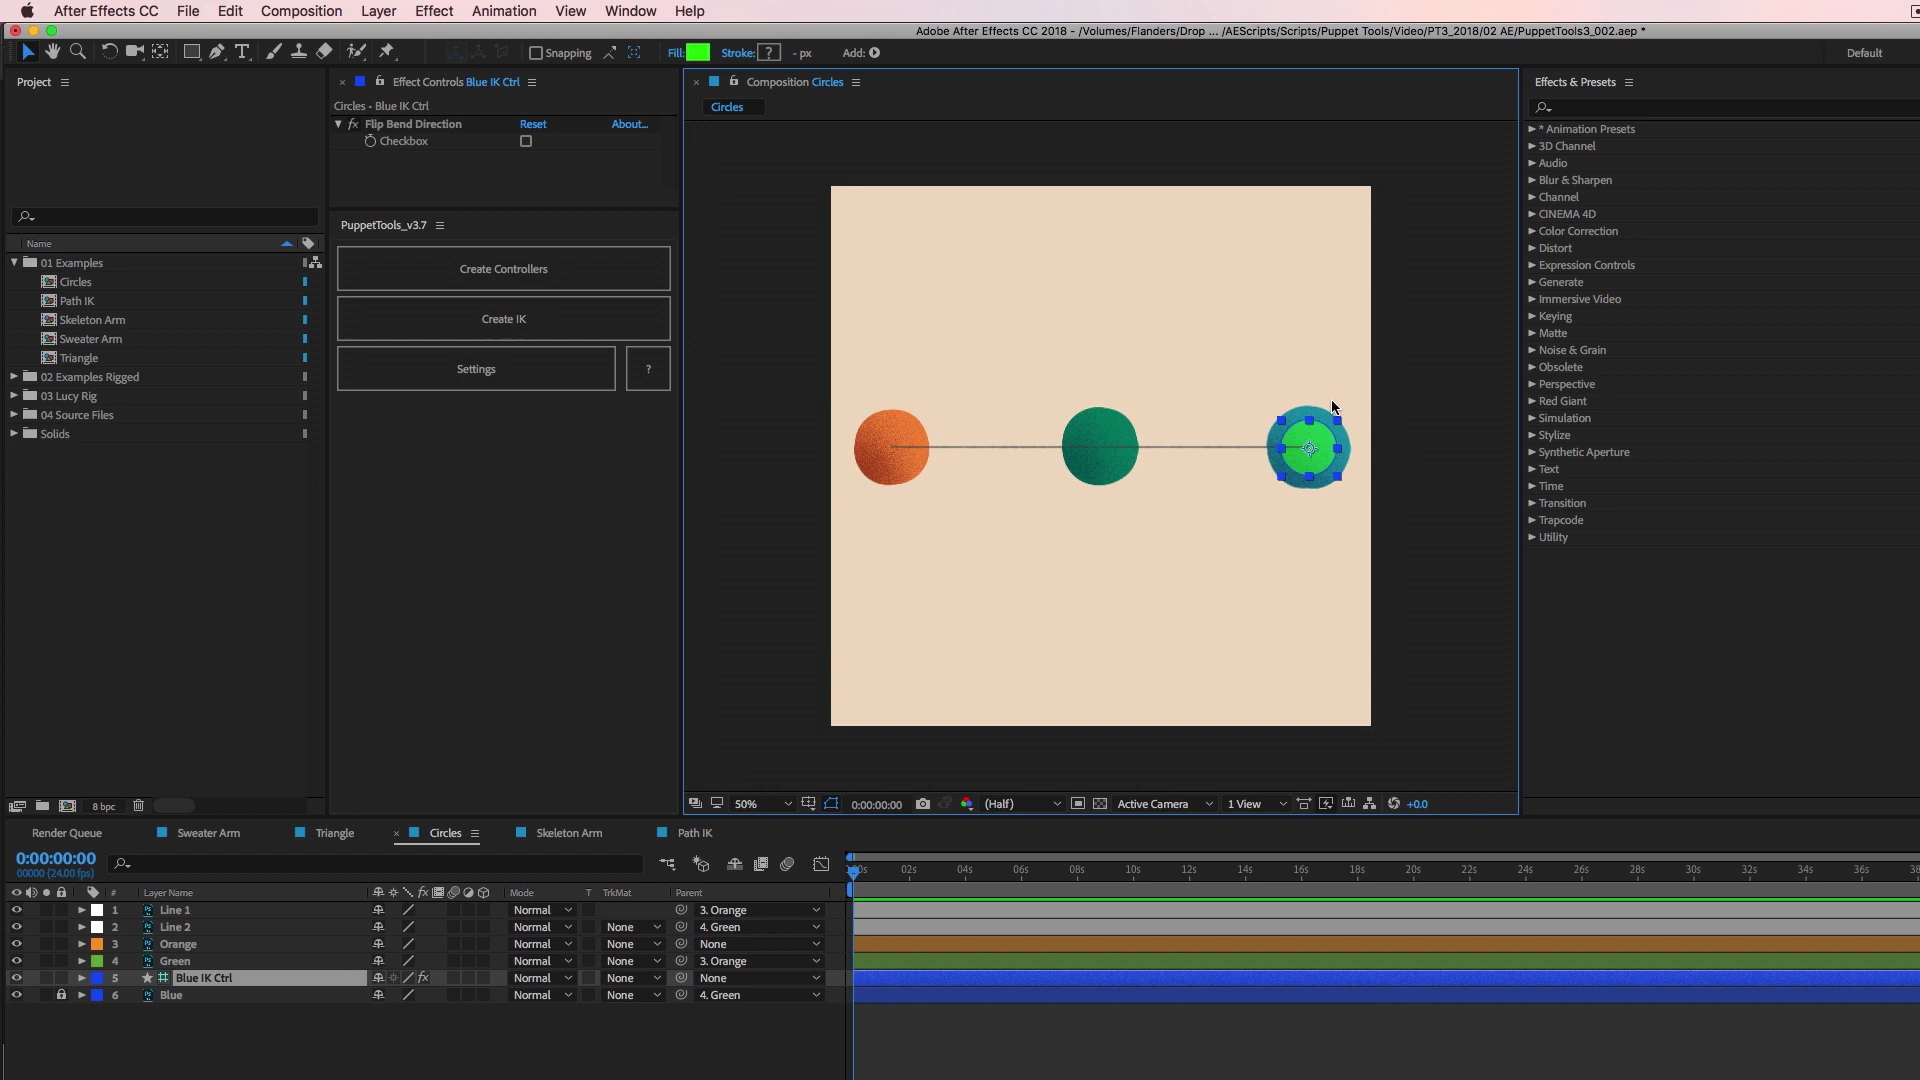 After Effects CC File Edit Composition Layer Effect Animation View Window Help
Adobe After Effects CC 2018 - /Volumes/Flanders/Drop ... /AEScripts/Scripts/Puppet Tools/Video/PT3_2018/02 AE/PuppetTools3_002.aep *
Snapping Fill: Stroke: ? - px Add: Default
Project
Effect Controls Blue IK Ctrl
Circles • Blue IK Ctrl
fx Flip Bend Direction Reset About...
Checkbox
PuppetTools_v3.7
Create Controllers
Create IK
Settings ?
Name
01 Examples
Circles
Path IK
Skeleton Arm
Sweater Arm
Triangle
02 Examples Rigged
03 Lucy Rig
04 Source Files
Solids
8 bpc
Composition Circles
Circles
50% 0:00:00:00 (Half) Active Camera 1 View +0.0
Effects & Presets
* Animation Presets
3D Channel
Audio
Blur & Sharpen
Channel
CINEMA 4D
Color Correction
Distort
Expression Controls
Generate
Immersive Video
Keying
Matte
Noise & Grain
Obsolete
Perspective
Red Giant
Simulation
Stylize
Synthetic Aperture
Text
Time
Transition
Trapcode
Utility
Render Queue Sweater Arm Triangle Circles Skeleton Arm Path IK
0:00:00:00
00000 (24.00 fps)
02s 04s 06s 08s 10s 12s 14s 16s 18s 20s 22s 24s 26s 28s 30s 32s 34s 36s
# Layer Name fx Mode T TrkMat Parent
1 Line 1 Normal 3. Orange
2 Line 2 Normal None 4. Green
3 Orange Normal None None
4 Green Normal None 3. Orange
5 Blue IK Ctrl fx Normal None None
6 Blue Normal None 4. Green